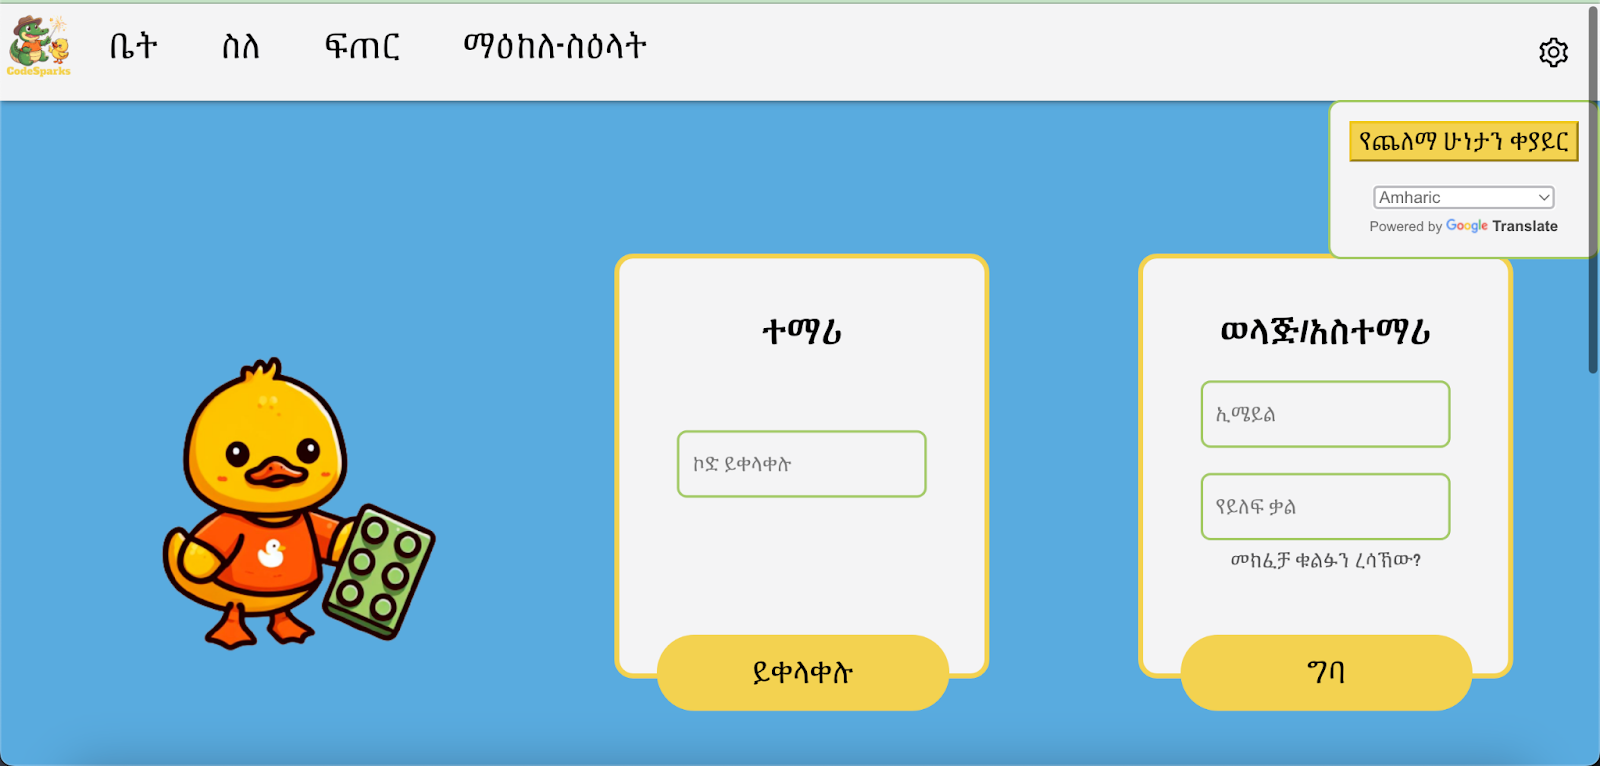 CodeSparks
ቤት ስለ ፍጠር ማዕከለ-ስዕላት
የጨለማ ሁነታን ቀያይር
Amharic
Powered by Google Translate
ተማሪ
ኮድ ይቀላቀሉ
ይቀላቀሉ
ወላጅ/አስተማሪ
ኢሜይል
የይለፍ ቃል
መክፈቻ ቁልፉን ረሳኸው?
ግባ